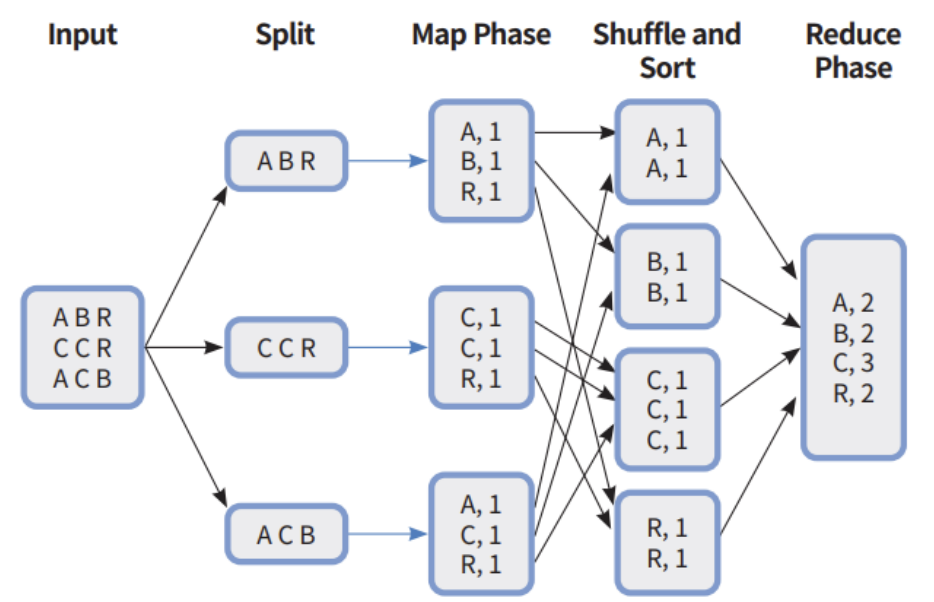 Input
Split
Map Phase
Shuffle and
Sort
Reduce
Phase
A B R
C C R
A C B
A B R
C C R
A C B
A, 1
B, 1
R, 1
C, 1
C, 1
R, 1
A, 1
C, 1
R, 1
A, 1
A, 1
B, 1
B, 1
C, 1
C, 1
C, 1
R, 1
R, 1
A, 2
B, 2
C, 3
R, 2